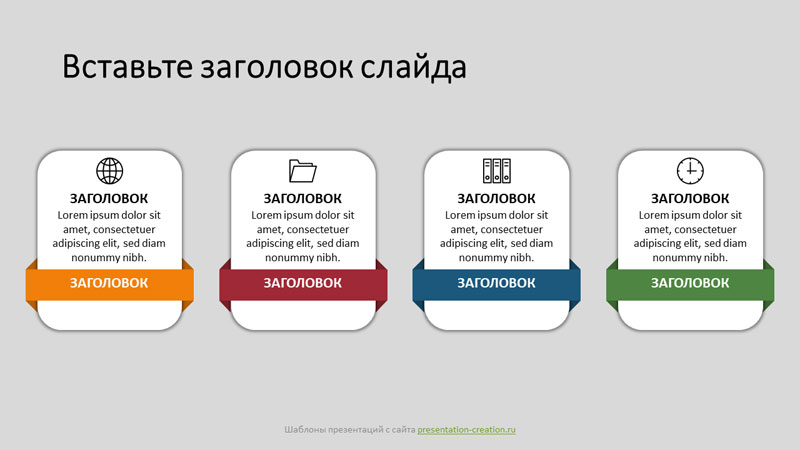 Вставьте заголовок слайда
ЗАГОЛОВОК
Lorem ipsum dolor sit
amet, consectetuer
adipiscing elit, sed diam
nonummy nibh.
ЗАГОЛОВОК
ЗАГОЛОВОК
Lorem ipsum dolor sit
amet, consectetuer
adipiscing elit, sed diam
nonummy nibh.
ЗАГОЛОВОК
ЗАГОЛОВОК
Lorem ipsum dolor sit
amet, consectetuer
adipiscing elit, sed diam
nonummy nibh.
ЗАГОЛОВОК
ЗАГОЛОВОК
Lorem ipsum dolor sit
amet, consectetuer
adipiscing elit, sed diam
nonummy nibh.
ЗАГОЛОВОК
Шаблоны презентаций с сайта presentation-creation.ru